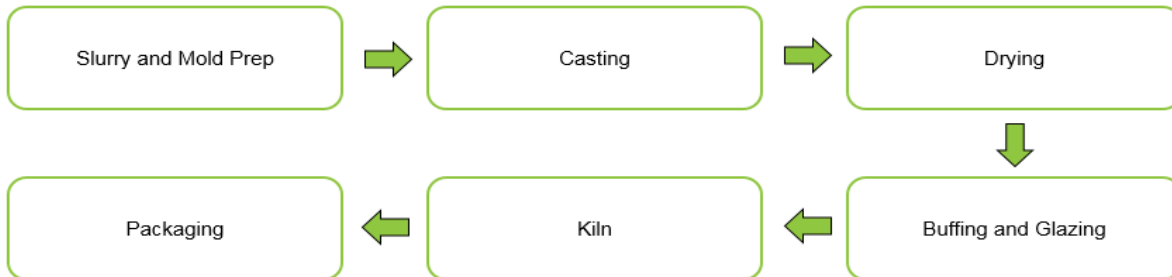 Slurry and Mold Prep
Casting
Drying
Buffing and Glazing
Kiln
Packaging